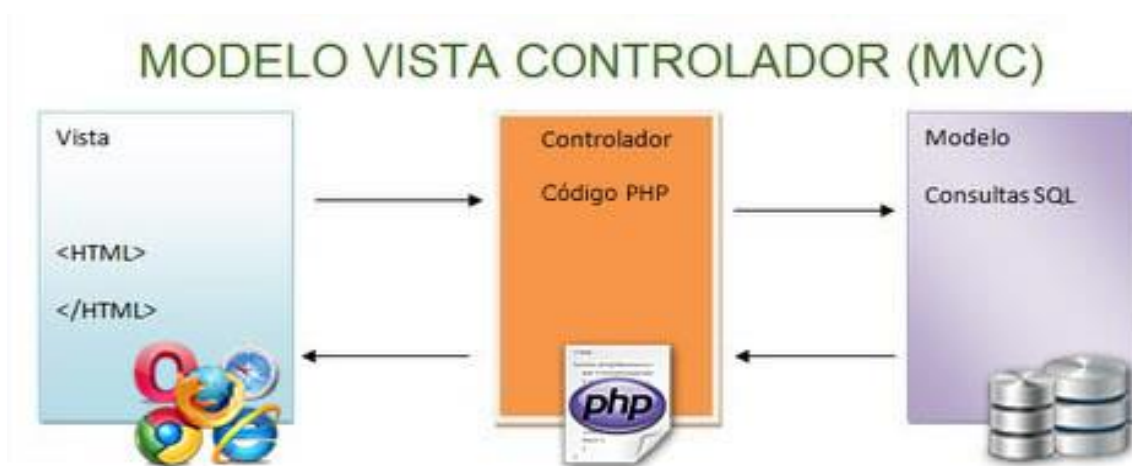 MODELO VISTA CONTROLADOR (MVC)
Vista
<HTML>
</HTML>
Controlador
Código PHP
php
Modelo
Consultas SQL